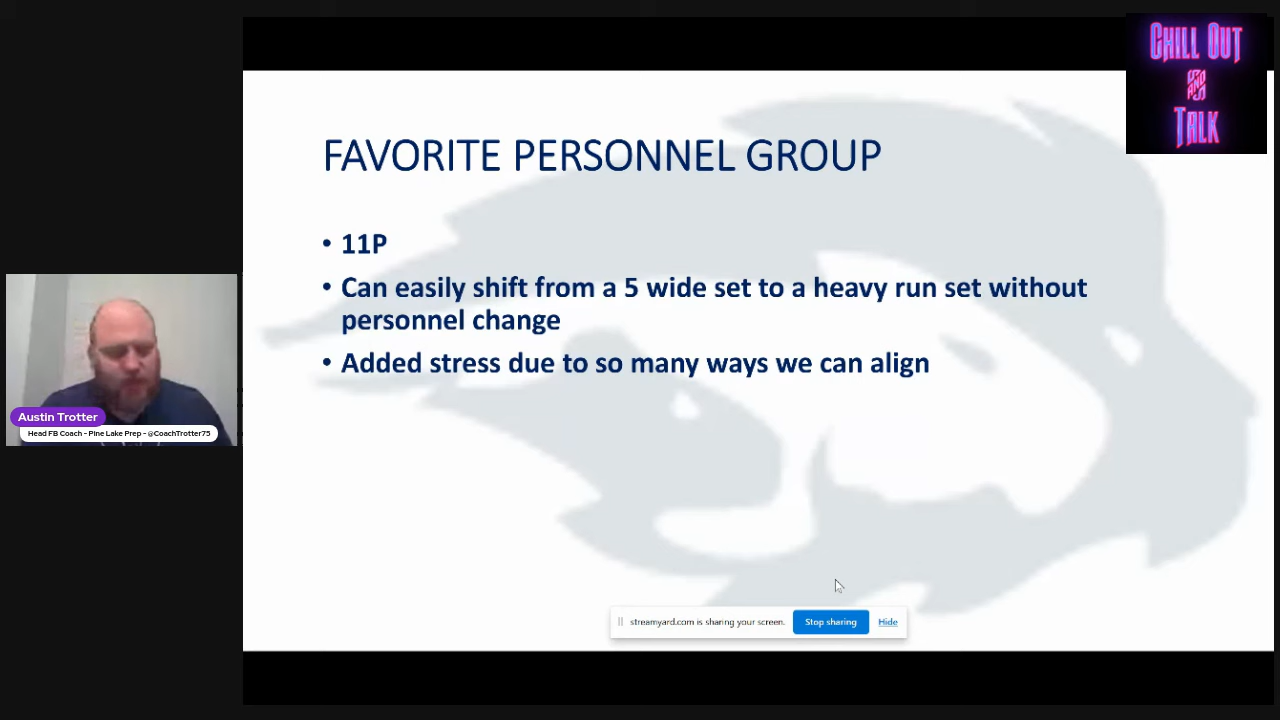 CHILL OUT
AND
TALK
FAVORITE PERSONNEL GROUP
• 11P
• Can easily shift from a 5 wide set to a heavy run set without
personnel change
• Added stress due to so many ways we can align
Austin Trotter
Head FB Coach - Pine Lake Prep - @CoachTrotter75
streamyard.com is sharing your screen. Stop sharing Hide